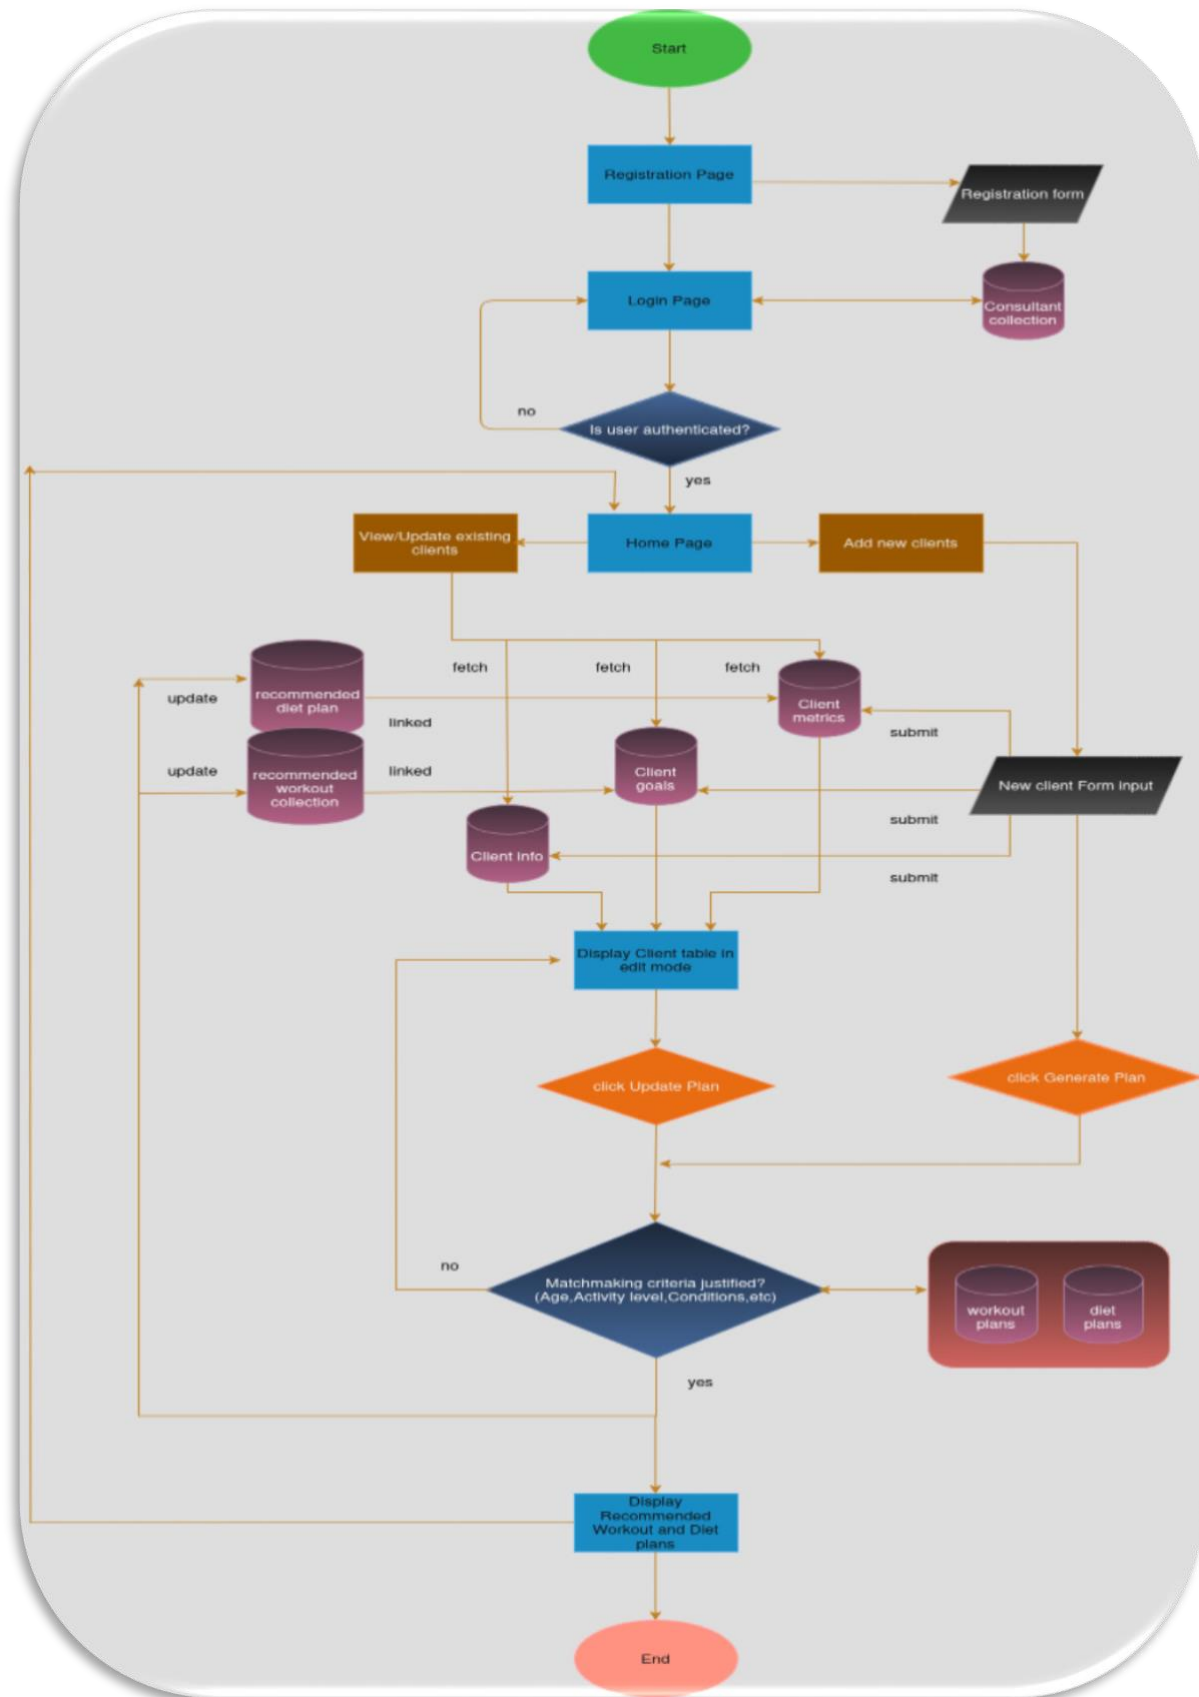 Start
Registration Page
Registration form
Login Page
Consultant
collection
no
Is user authenticated?
yes
View/Update existing
clients
Home Page
Add new clients
fetch
fetch
fetch
update
recommended
diet plan
linked
Client
metrics
submit
update
recommended
workout
collection
linked
Client
goals
New client Form input
submit
Client info
submit
Display Client table in
edit mode
click Update Plan
click Generate Plan
no
Matchmaking criteria justified?
(Age,Activity level,Conditions,etc)
workout
plans
diet
plans
yes
Display
Recommended
Workout and Diet
plans
End